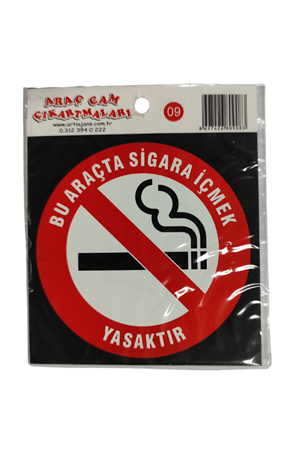 ARAÇ CAM
ÇIKARTMALARI
0.312 394 0 222
09
BU ARAÇTA SİGARA İÇMEK
YASAKTIR